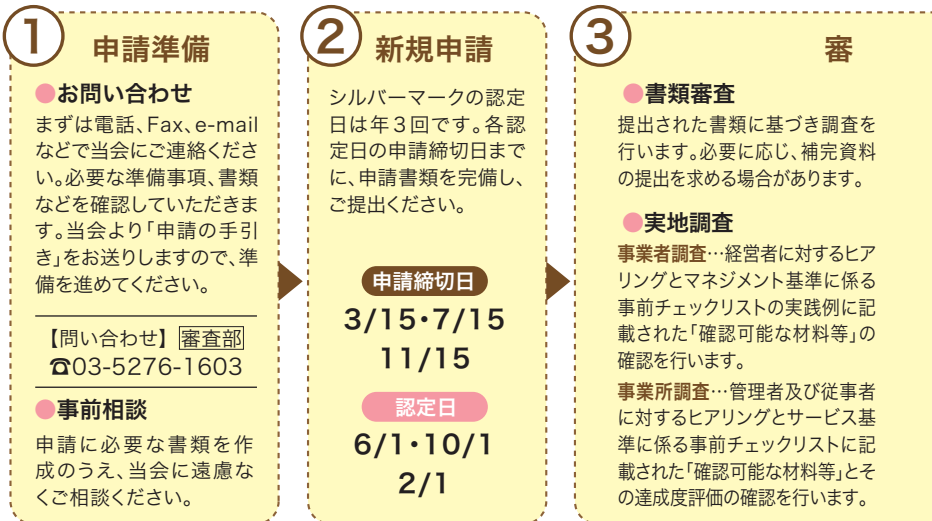 1 申請準備
●お問い合わせ
まずは電話、Fax、e-mail
などで当会にご連絡くださ
い。必要な準備事項、書類
などを確認していただきま
す。当会より「申請の手引
き」をお送りしますので、準
備を進めてください。
【問い合わせ】審査部
☎03-5276-1603
●事前相談
申請に必要な書類を作
成のうえ、当会に遠慮な
くご相談ください。
2 新規申請
シルバーマークの認定
日は年3回です。各認
定日の申請締切日まで
に、申請書類を完備し、
ご提出ください。
申請締切日
3/15・7/15
11/15
認定日
6/1・10/1
2/1
3 審
●書類審査
提出された書類に基づき調査を
行います。必要に応じ、補完資料
の提出を求める場合があります。
●実地調査
事業者調査…経営者に対するヒア
リングとマネジメント基準に係る
事前チェックリストの実践例に記
載された「確認可能な材料等」の
確認を行います。
事業所調査…管理者及び従事者
に対するヒアリングとサービス基
準に係る事前チェックリストに記
載された「確認可能な材料等」とそ
の達成度評価の確認を行います。